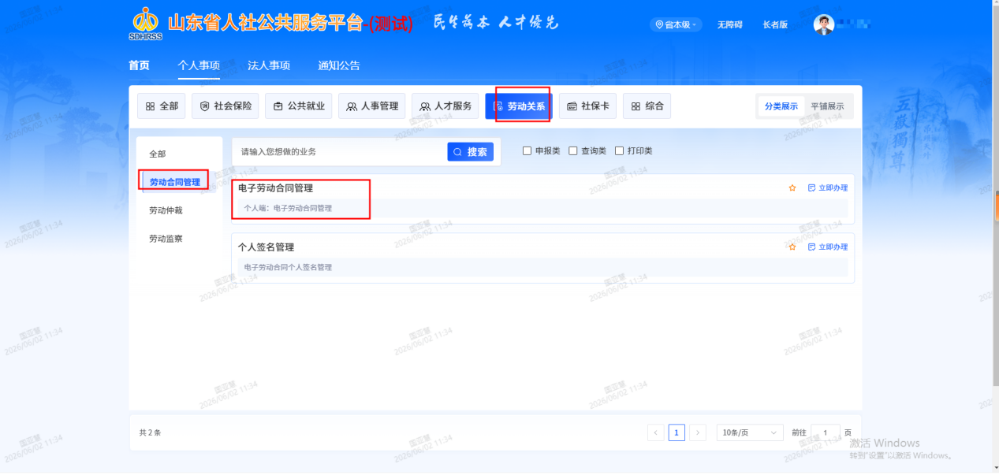 山东省人社公共服务平台-(测试)
民生为本 人才优先
省本级
无障碍
长者版
SDHRSS
首页 个人事项 法人事项 通知公告
全部 社会保险 公共就业 人事管理 人才服务 劳动关系 社保卡 综合
分类展示 平铺展示
全部
劳动合同管理
劳动仲裁
劳动监察
请输入您想做的业务
搜索
申报类 查询类 打印类
电子劳动合同管理
立即办理
个人端：电子劳动合同管理
个人签名管理
立即办理
电子劳动合同个人签名管理
五嶽獨尊
共 2 条
1
10条/页
前往 1 页
激活 Windows
转到"设置"以激活 Windows。
2026/06/02 11:34